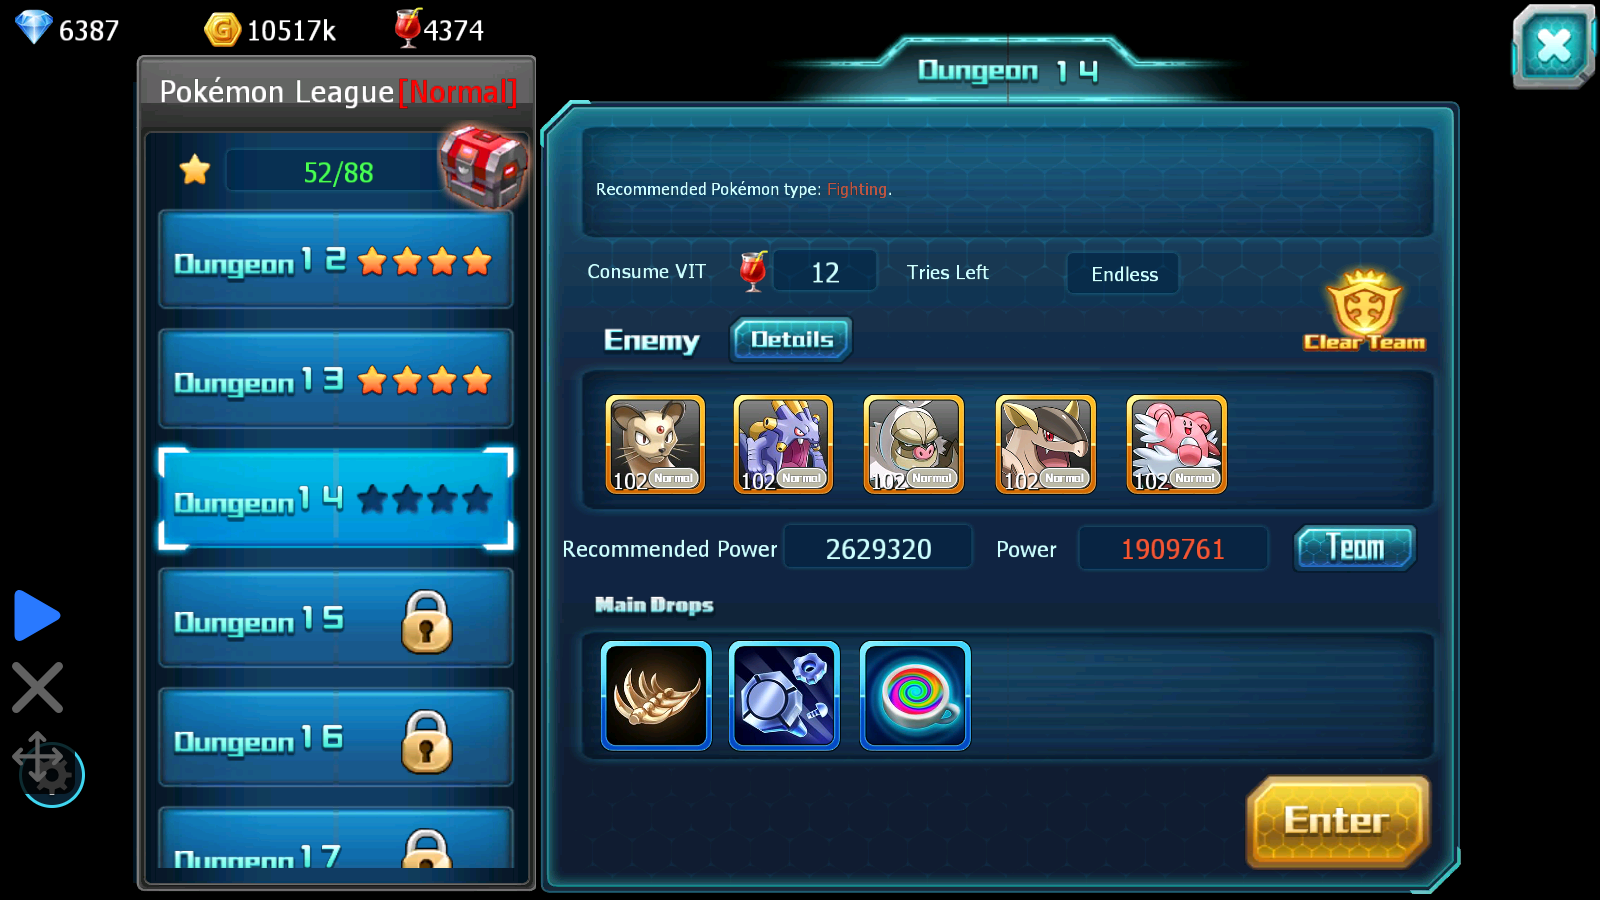 6387
10517k
4374
Pokémon League[Normal]
52/88
Dungeon 12
Dungeon 13
Dungeon 14
Dungeon 15
Dungeon 16
Dungeon 17
Dungeon 14
Recommended Pokémon type: Fighting.
Consume VIT 12 Tries Left Endless
Clear Team
Enemy Details
102 Normal
102 Normal
102 Normal
102 Normal
102 Normal
Recommended Power 2629320 Power 1909761 Team
Main Drops
Enter